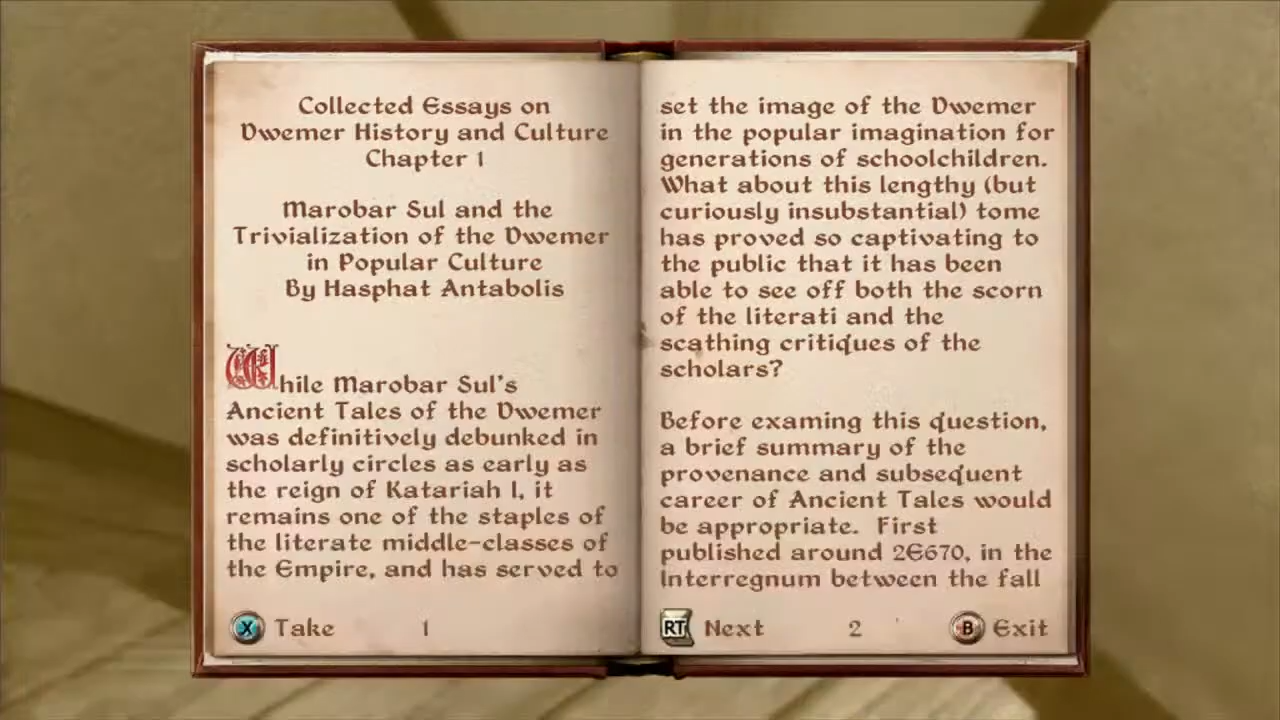 Collected Essays on
Dwemer History and Culture
Chapter 1
Marobar Sul and the
Trivialization of the Dwemer
in Popular Culture
By Hasphat Antabolis
While Marobar Sul's
Ancient Tales of the Dwemer
was definitively debunked in
scholarly circles as early as
the reign of Katariah I, it
remains one of the staples of
the literate middle-classes of
the Empire, and has served to
X Take 1
set the image of the Dwemer
in the popular imagination for
generations of schoolchildren.
What about this lengthy (but
curiously insubstantial) tome
has proved so captivating to
the public that it has been
able to see off both the scorn
of the literati and the
scathing critiques of the
scholars?
Before examing this question,
a brief summary of the
provenance and subsequent
career of Ancient Tales would
be appropriate. First
published around 2E670, in the
Interregnum between the fall
RT Next 2 B Exit